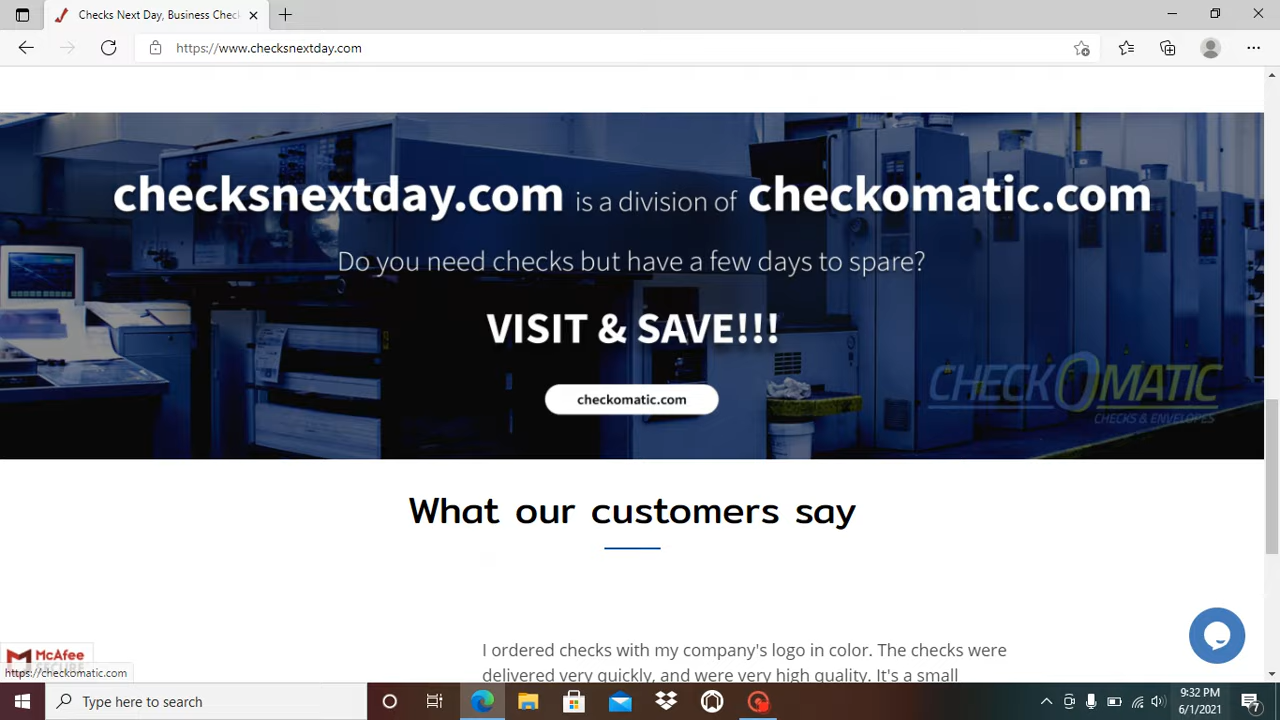 Checks Next Day, Business Chec
https://www.checksnextday.com
checksnextday.com is a division of checkomatic.com
Do you need checks but have a few days to spare?
VISIT & SAVE!!!
checkomatic.com
CHECKOMATIC
CHECKS & ENVELOPES
What our customers say
I ordered checks with my company's logo in color. The checks were
delivered very quickly, and were very high quality. It's a small
McAfee
SECURE
https://checkomatic.com
Type here to search
9:32 PM
6/1/2021
7